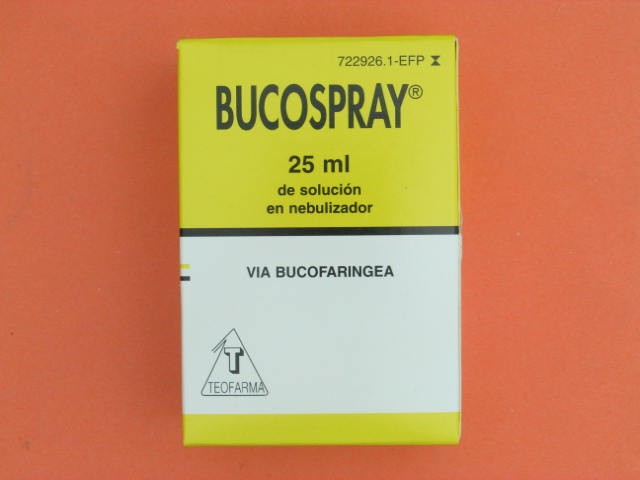 722926.1-EFP
BUCOSPRAY®
25 ml
de solución
en nebulizador
VIA BUCOFARINGEA
T
TEOFARMA